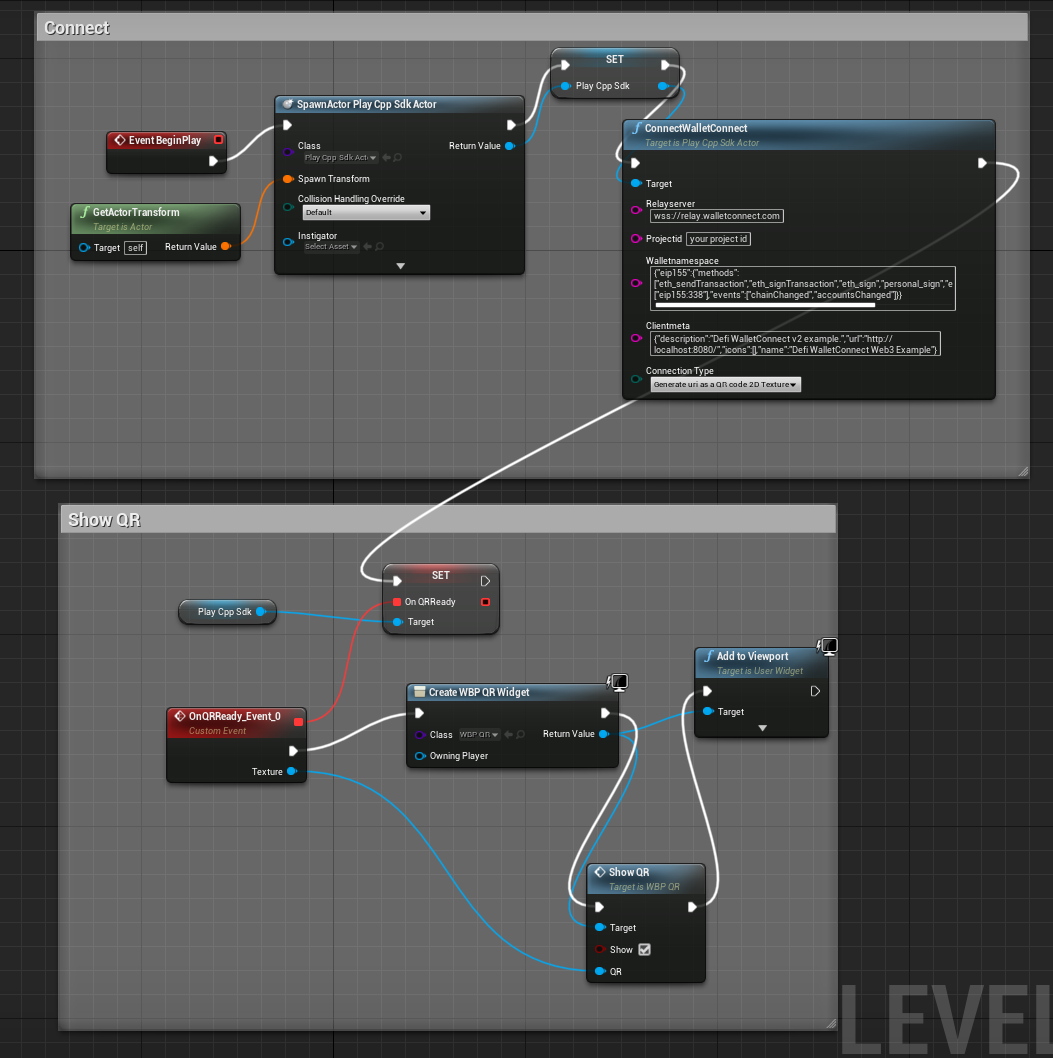 Connect
SET
Play Cpp Sdk
SpawnActor Play Cpp Sdk Actor
Class
Play Cpp Sdk Act
Return Value
Spawn Transform
Collision Handling Override
Default
Instigator
Select Asset
Event BeginPlay
GetActorTransform
Target is Actor
Target self Return Value
ConnectWalletConnect
Target is Play Cpp Sdk Actor
Target
Relayserver
wss://relay.walletconnect.com
Projectid your project id
Walletnamespace
{"eip155":{"methods":
["eth_sendTransaction","eth_signTransaction","eth_sign","personal_sign","e
["eip155:338"],"events":["chainChanged","accountsChanged"]}}
Clientmeta
{"description":"Defi WalletConnect v2 example.","url":"http://
localhost:8080/","icons":[],"name":"Defi WalletConnect Web3 Example"}
Connection Type
Generate uri as a QR code 2D Texture
Show QR
SET
On QRReady
Target
Play Cpp Sdk
OnQRReady_Event_0
Custom Event
Texture
Create WBP QR Widget
Class WBP QR Return Value
Owning Player
Add to Viewport
Target is User Widget
Target
Show QR
Target is WBP QR
Target
Show
QR
LEVEL